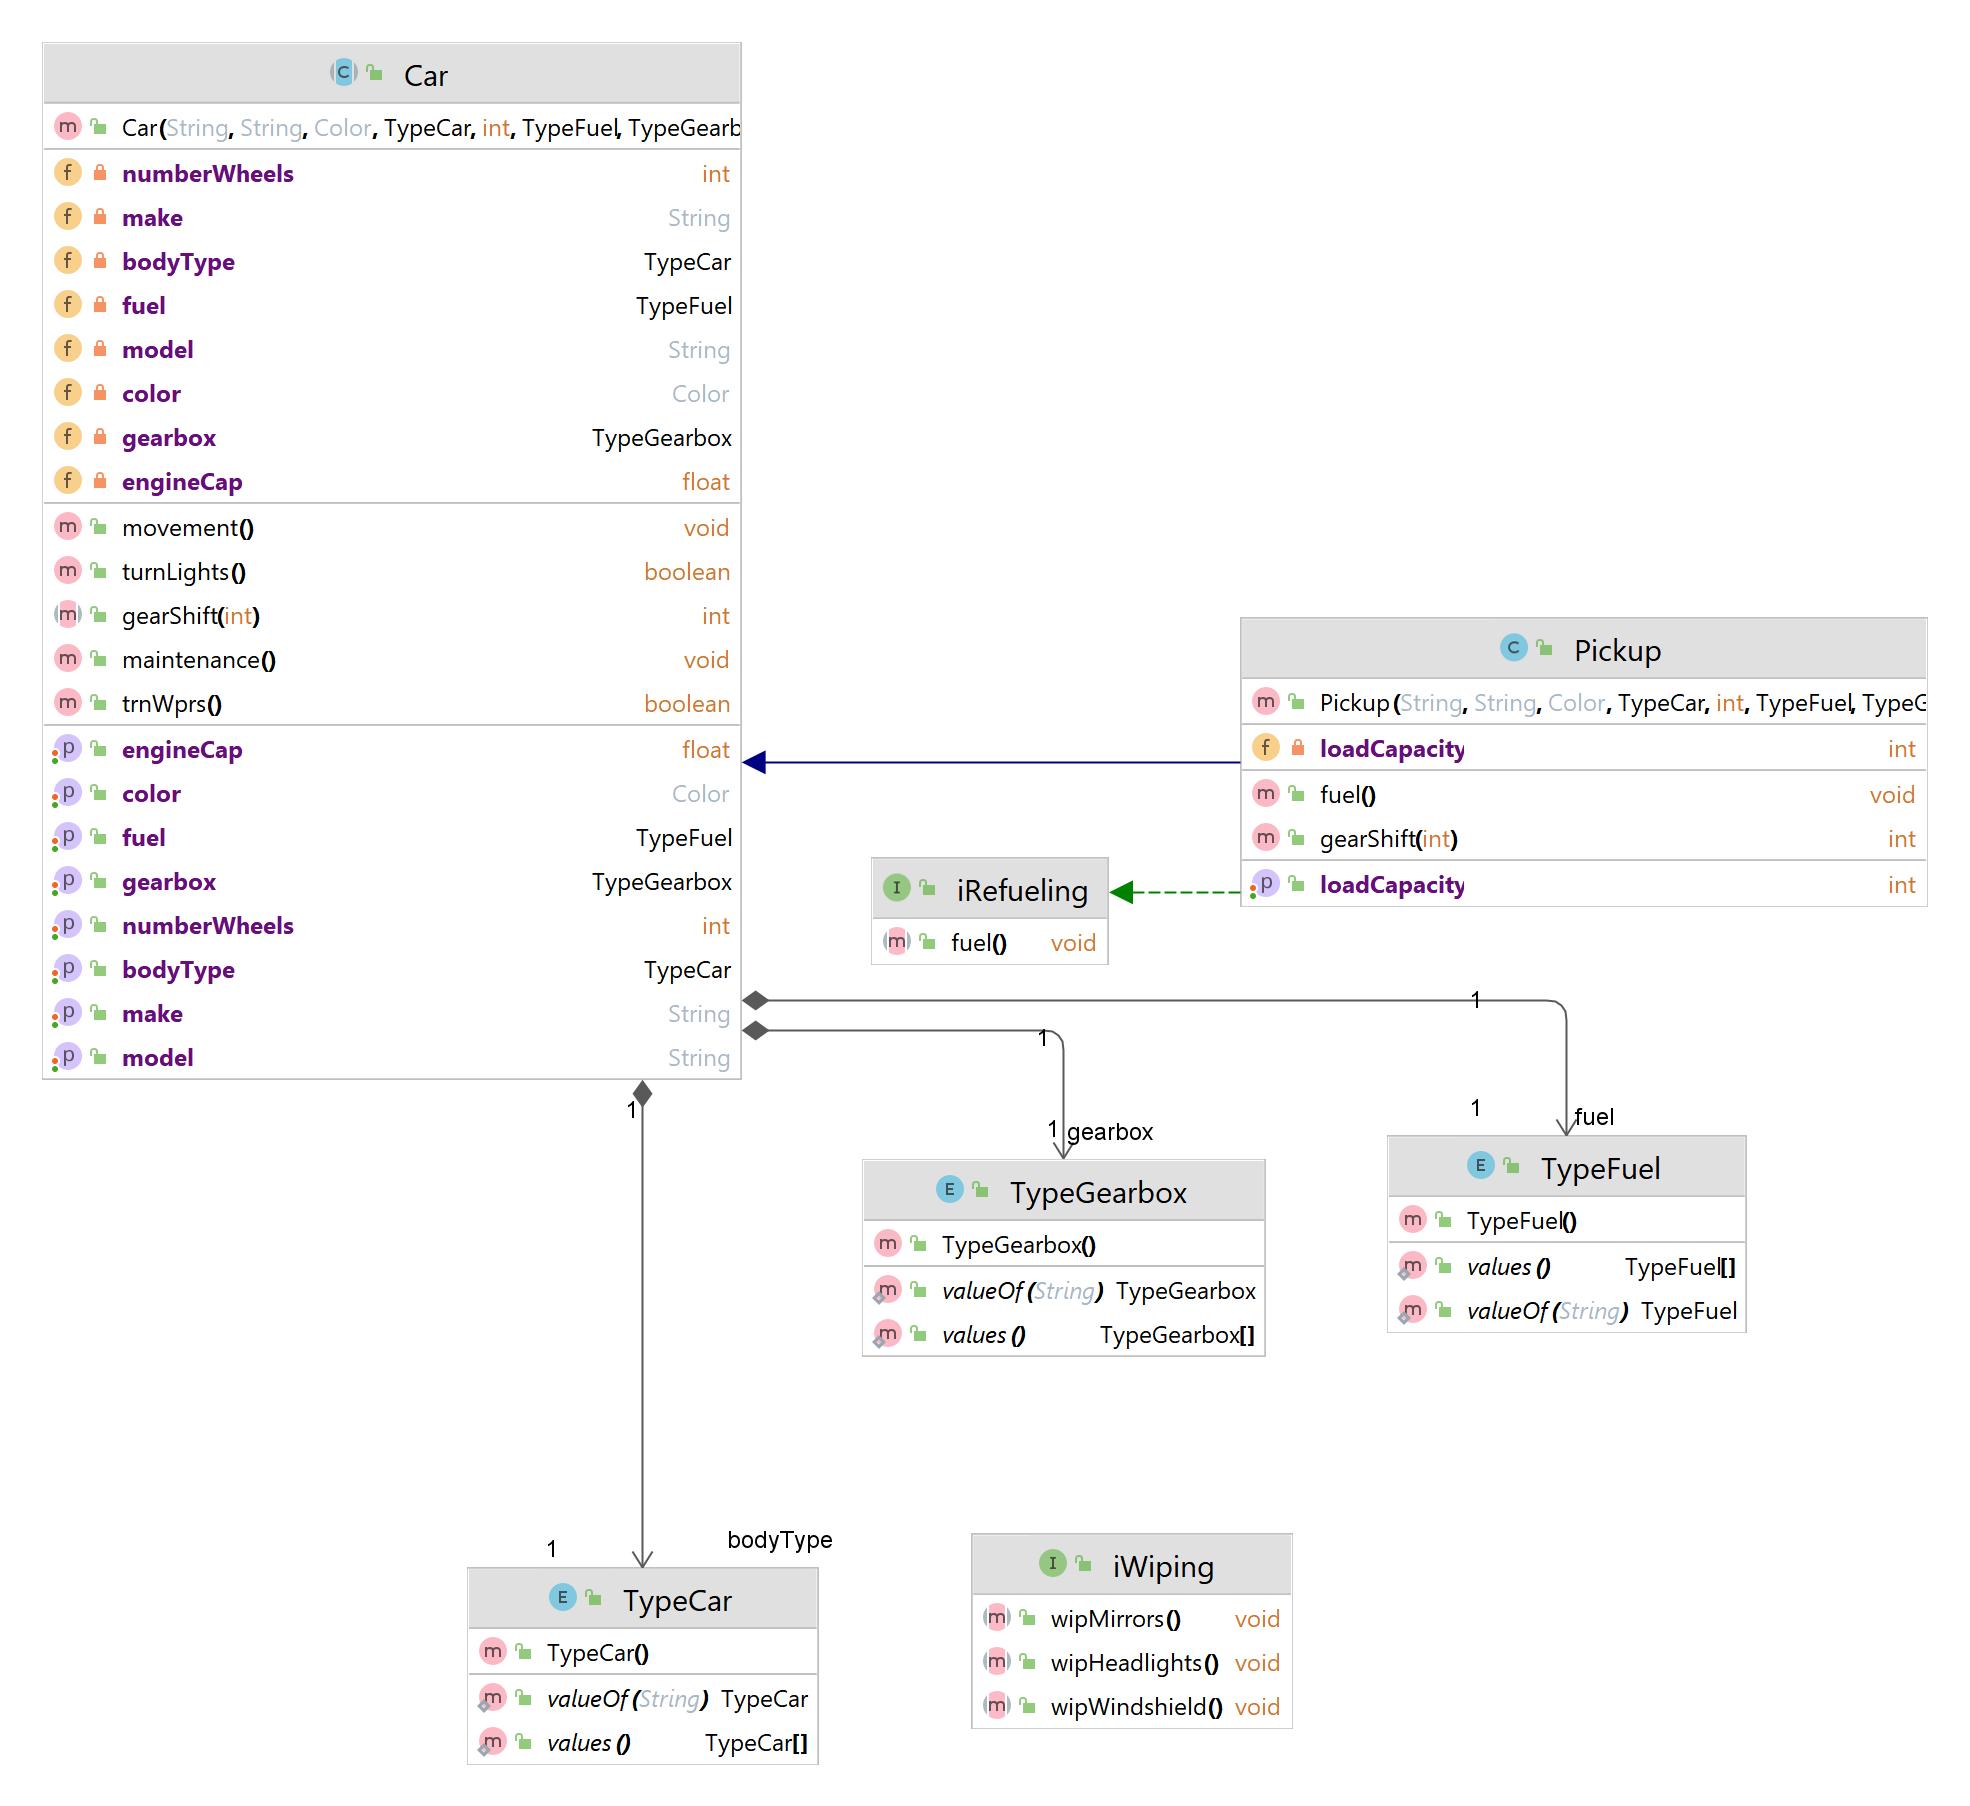 Car
Car(String, String, Color, TypeCar, int, TypeFuel, TypeGearb
numberWheels int
make String
bodyType TypeCar
fuel TypeFuel
model String
color Color
gearbox TypeGearbox
engineCap float
movement() void
turnLights() boolean
gearShift(int) int
maintenance() void
trnWprs() boolean
engineCap float
color Color
fuel TypeFuel
gearbox TypeGearbox
numberWheels int
bodyType TypeCar
make String
model String
Pickup
Pickup(String, String, Color, TypeCar, int, TypeFuel, TypeG
loadCapacity int
fuel() void
gearShift(int) int
loadCapacity int
iRefueling
fuel() void
1
1
1
1
fuel
1 gearbox
TypeGearbox
TypeGearbox()
valueOf(String) TypeGearbox
values() TypeGearbox[]
TypeFuel
TypeFuel()
values() TypeFuel[]
valueOf(String) TypeFuel
1
bodyType
TypeCar
TypeCar()
valueOf(String) TypeCar
values() TypeCar[]
iWiping
wipMirrors() void
wipHeadlights() void
wipWindshield() void